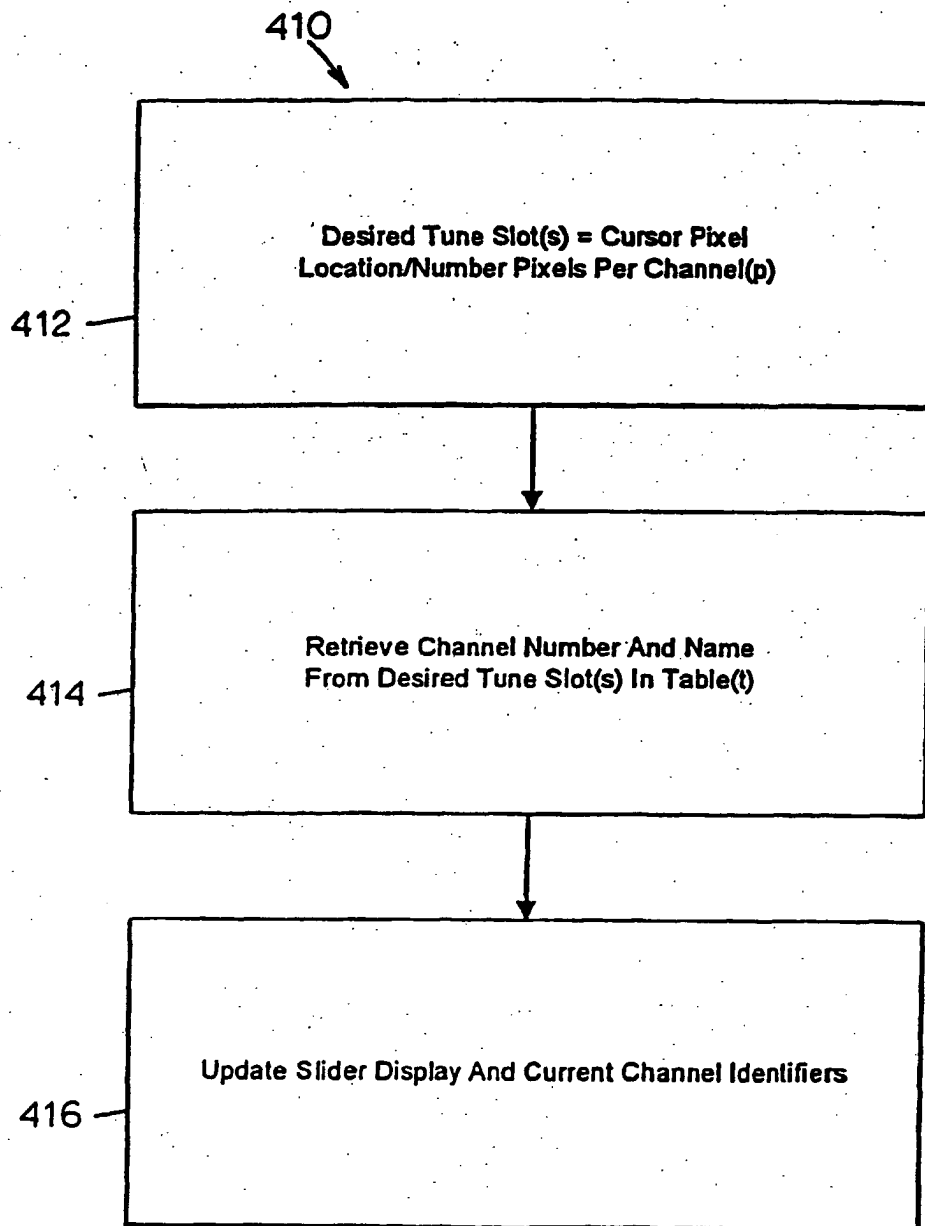 410
Desired Tune Slot(s) = Cursor Pixel
Location/Number Pixels Per Channel(p)
412
Retrieve Channel Number And Name
From Desired Tune Slot(s) In Table(t)
414
Update Slider Display And Current Channel Identifiers
416